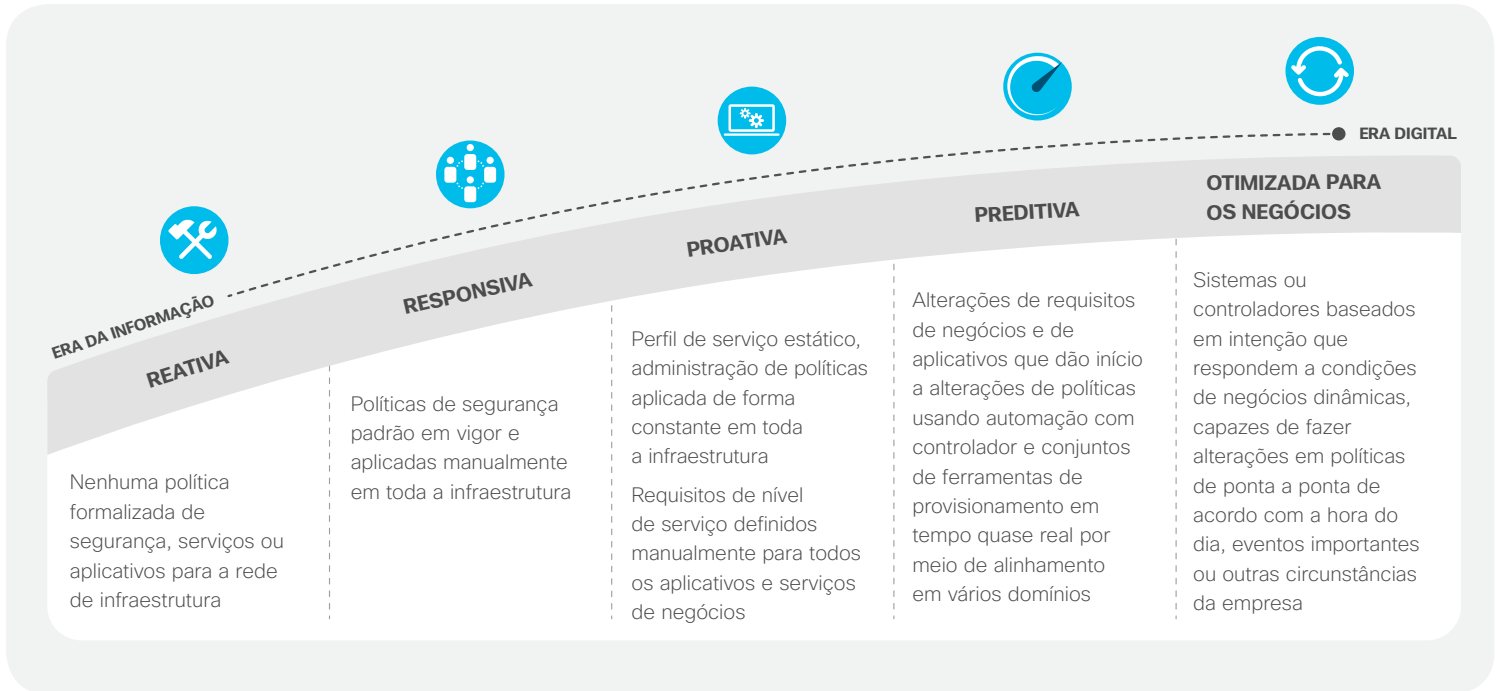 ERA DA INFORMAÇÃO
ERA DIGITAL
REATIVA
Nenhuma política
formalizada de
segurança, serviços ou
aplicativos para a rede
de infraestrutura
RESPONSIVA
Políticas de segurança
padrão em vigor e
aplicadas manualmente
em toda a infraestrutura
PROATIVA
Perfil de serviço estático,
administração de políticas
aplicada de forma
constante em toda
a infraestrutura
Requisitos de nível
de serviço definidos
manualmente para todos
os aplicativos e serviços
de negócios
PREDITIVA
Alterações de requisitos
de negócios e de
aplicativos que dão início
a alterações de políticas
usando automação com
controlador e conjuntos
de ferramentas de
provisionamento em
tempo quase real por
meio de alinhamento
em vários domínios
OTIMIZADA PARA
OS NEGÓCIOS
Sistemas ou
controladores baseados
em intenção que
respondem a condições
de negócios dinâmicas,
capazes de fazer
alterações em políticas
de ponta a ponta de
acordo com a hora do
dia, eventos importantes
ou outras circunstâncias
da empresa